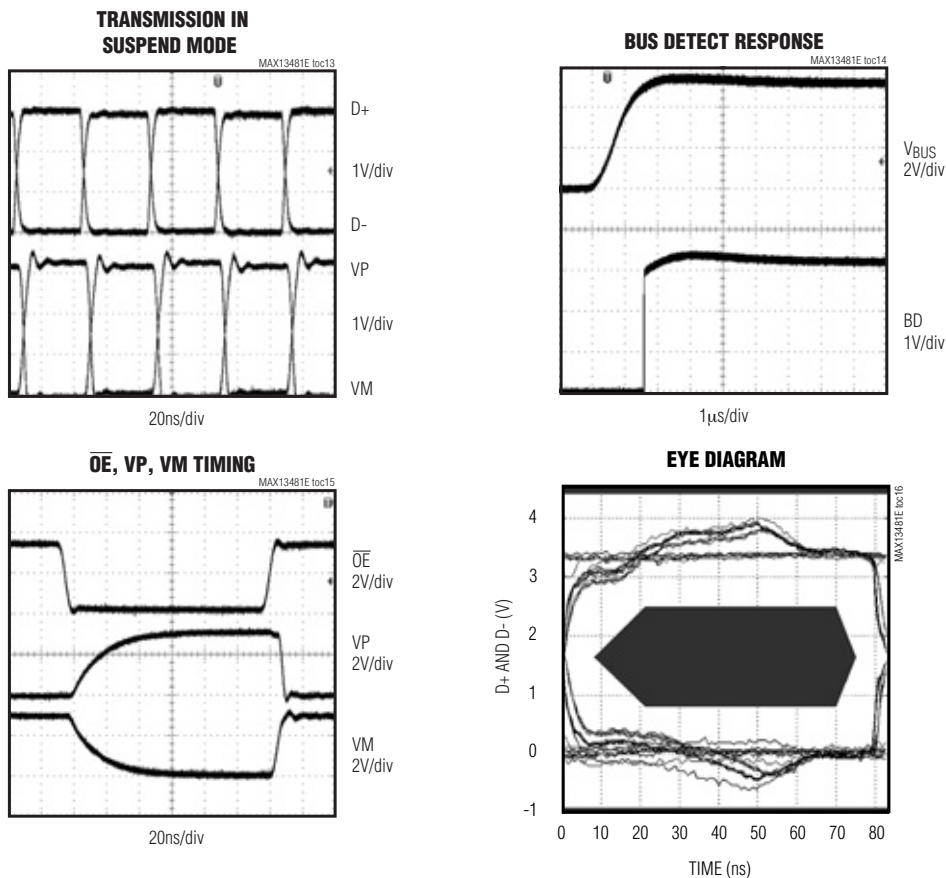 TRANSMISSION IN
SUSPEND MODE
MAX13481E toc13
D+
1V/div
D-
VP
1V/div
VM
20ns/div
BUS DETECT RESPONSE
MAX13481E toc14
VBUS
2V/div
BD
1V/div
1μs/div
OE, VP, VM TIMING
MAX13481E toc15
OE
2V/div
VP
2V/div
VM
2V/div
20ns/div
EYE DIAGRAM
MAX13481E toc16
D+ AND D- (V)
4
3
2
1
0
-1
0 10 20 30 40 50 60 70 80
TIME (ns)